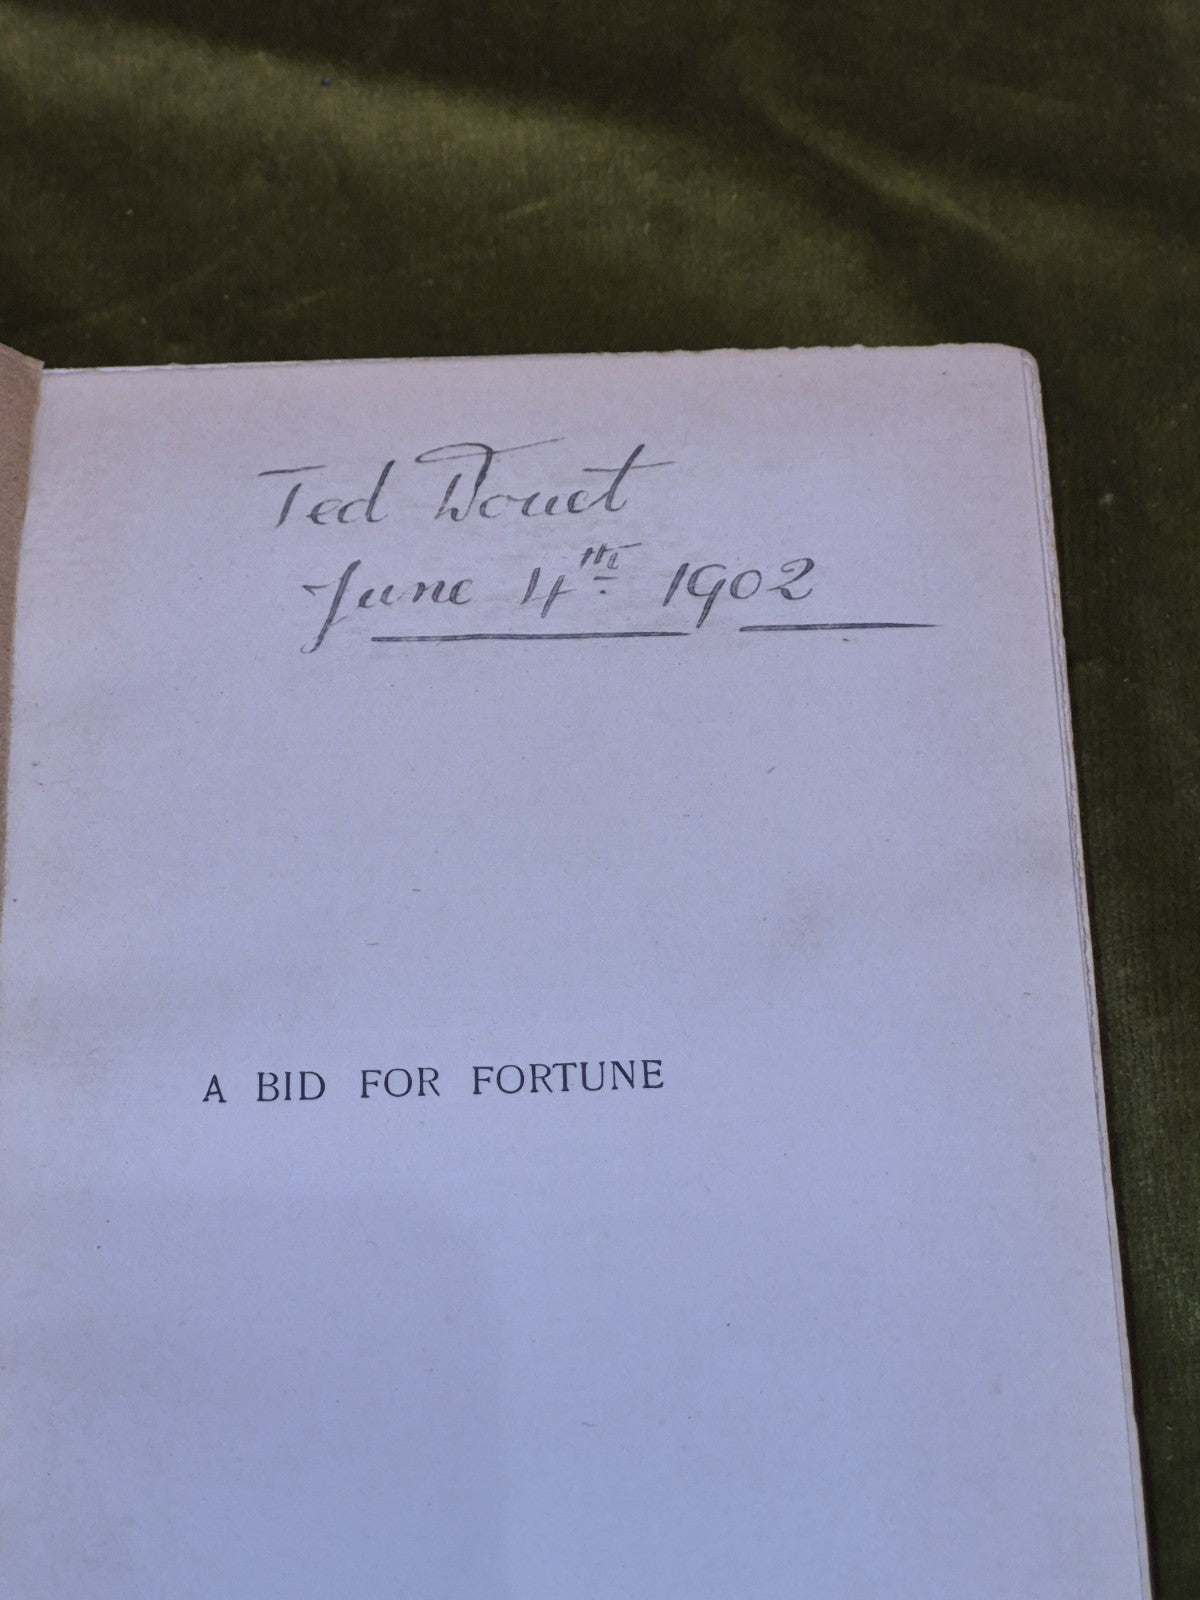 Ted Douet
June 4th 1902
A BID FOR FORTUNE